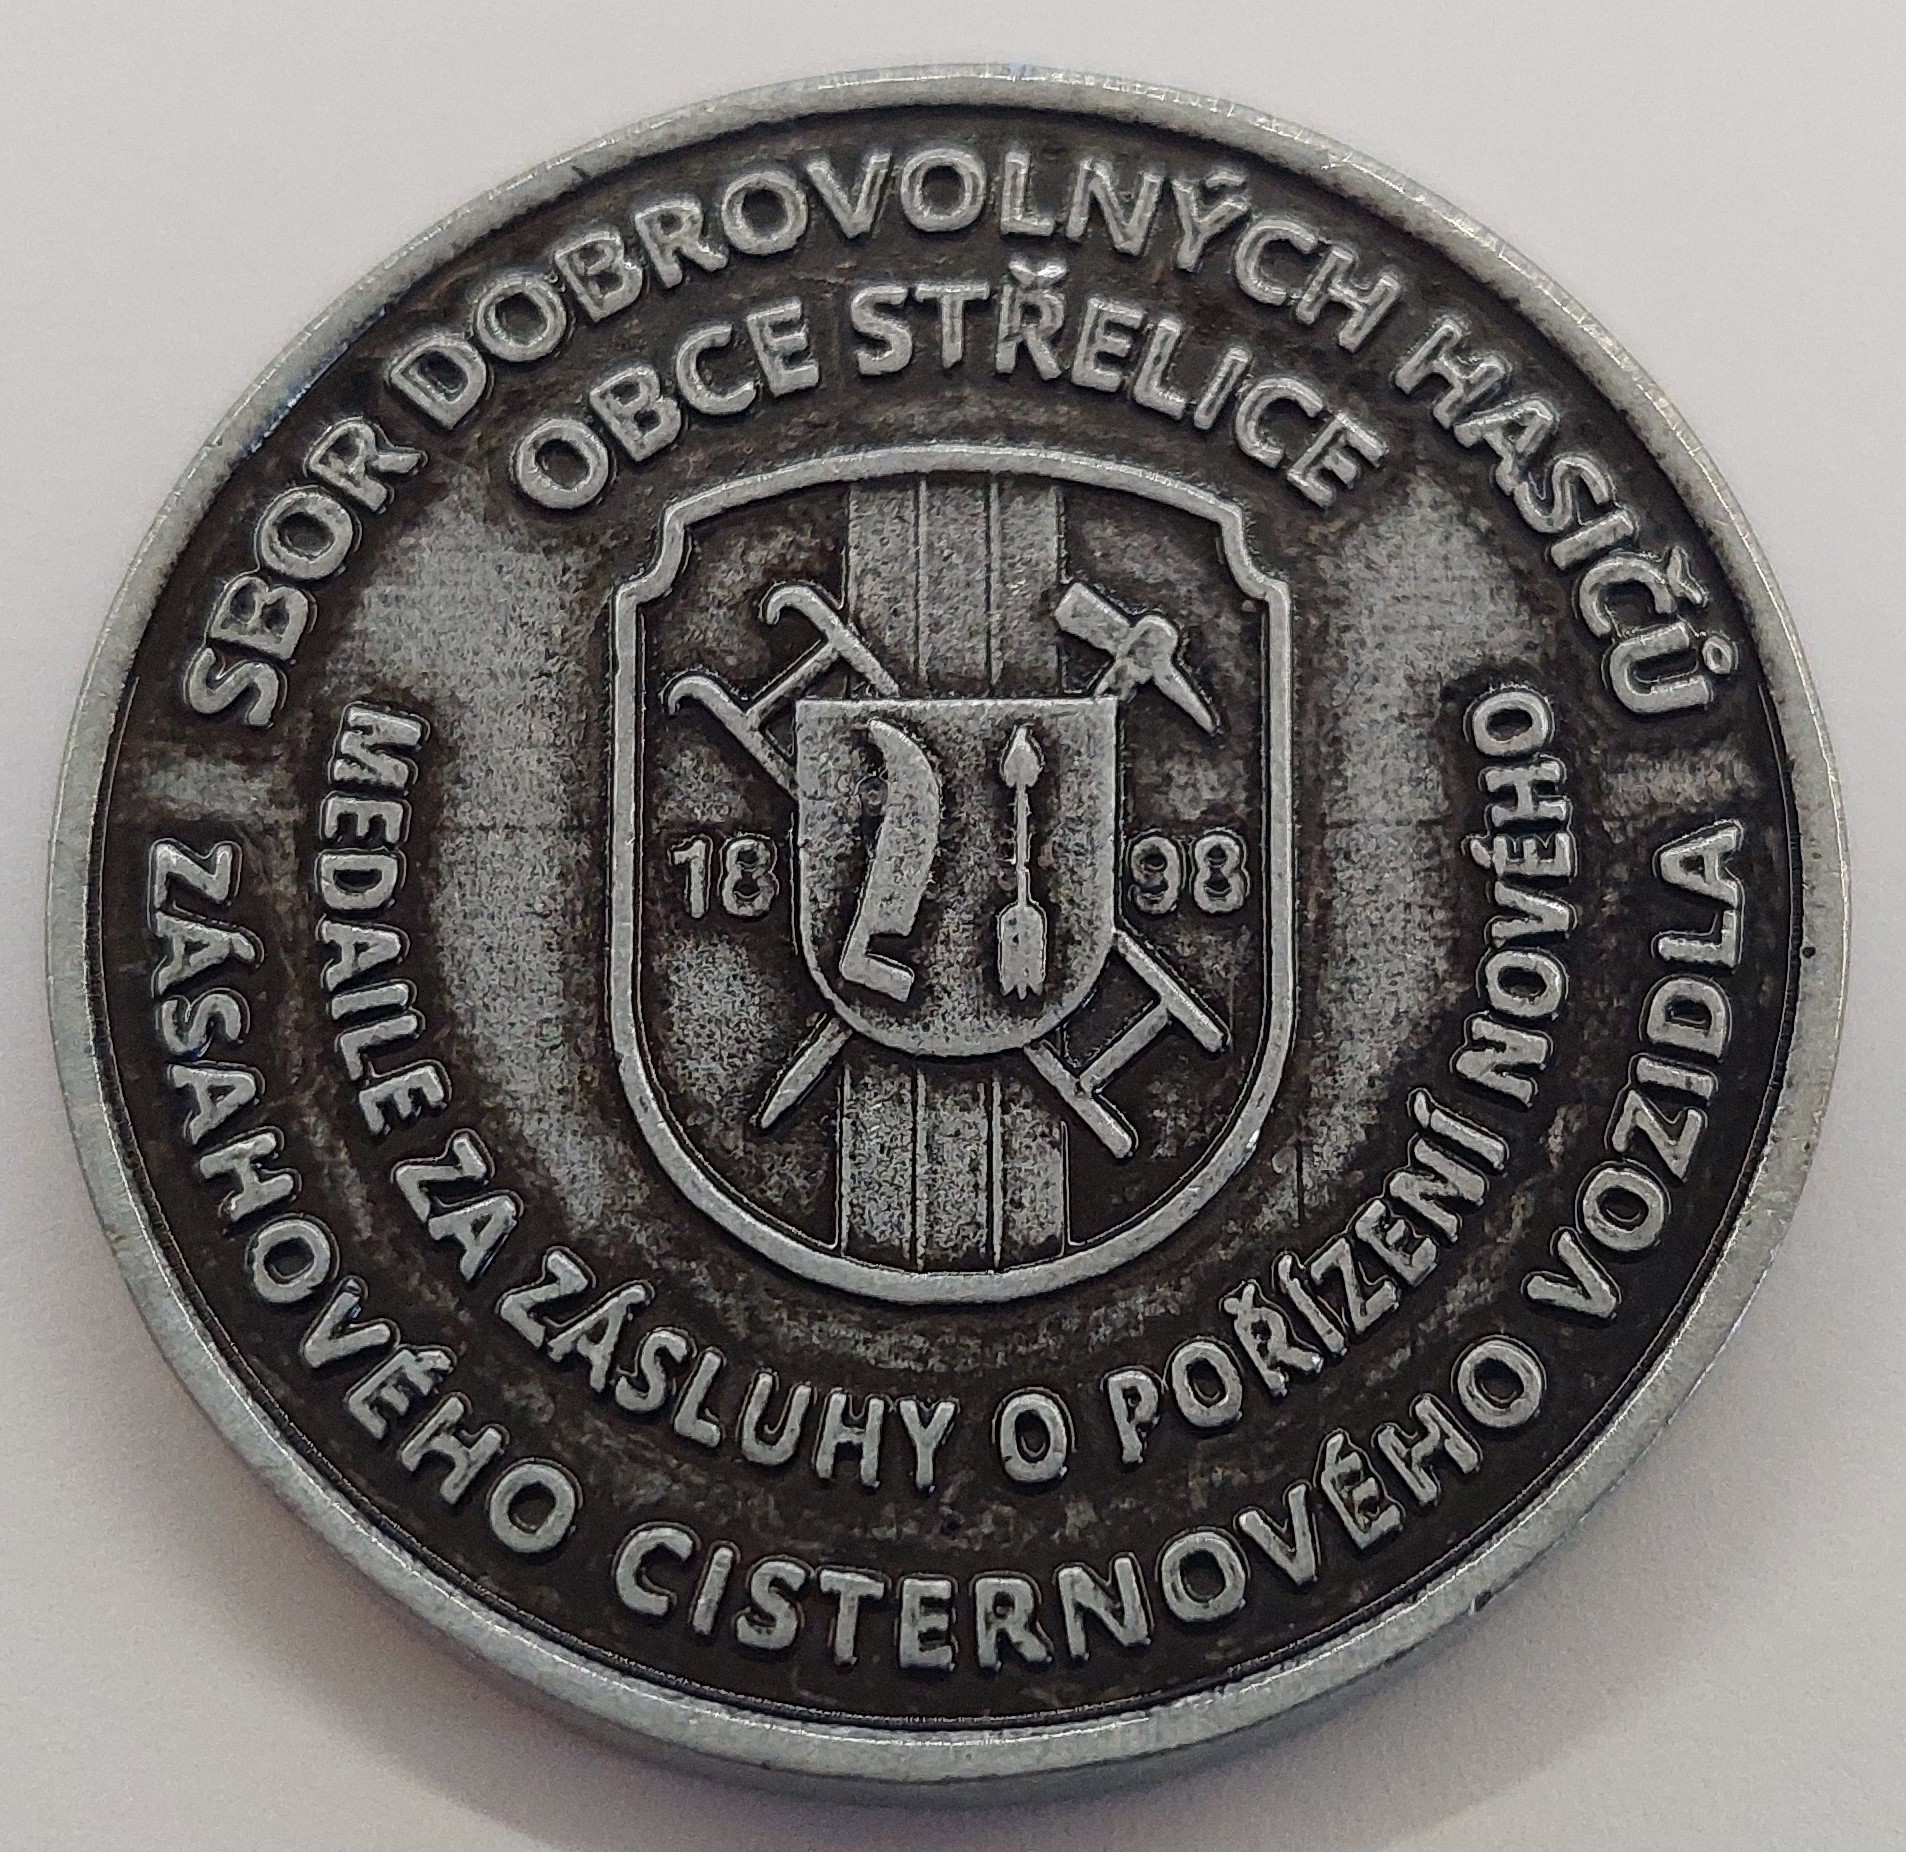 SBOR DOBROVOLNÝCH HASIČŮ
OBCE STŘELICE
18 98
MEDAILE ZA ZÁSLUHY O POŘÍZENÍ NOVÉHO
ZÁSAHOVÉHO CISTERNOVÉHO VOZIDLA